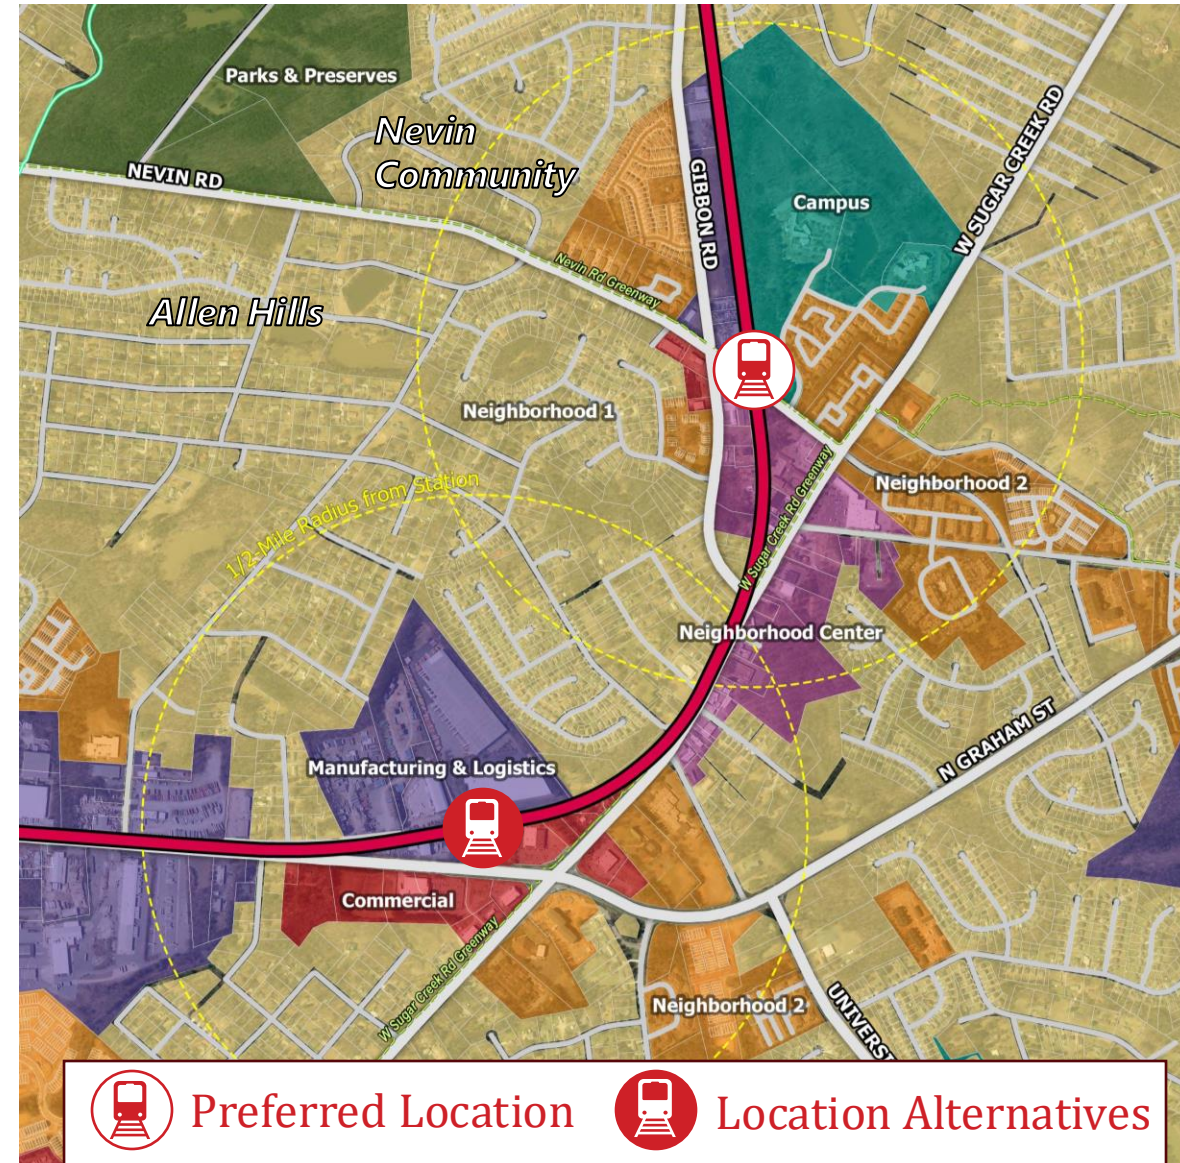 Parks & Preserves
Nevin
Community
NEVIN RD
GIBBON RD
W SUGAR CREEK RD
Campus
Nevin Rd Greenway
Allen Hills
Neighborhood 1
1/2-Mile Radius from Station
Neighborhood 2
W Sugar Creek Rd Greenway
Neighborhood Center
N GRAHAM ST
Manufacturing & Logistics
Commercial
W Sugar Creek Rd Greenway
Neighborhood 2
UNIVERS
Preferred Location
Location Alternatives